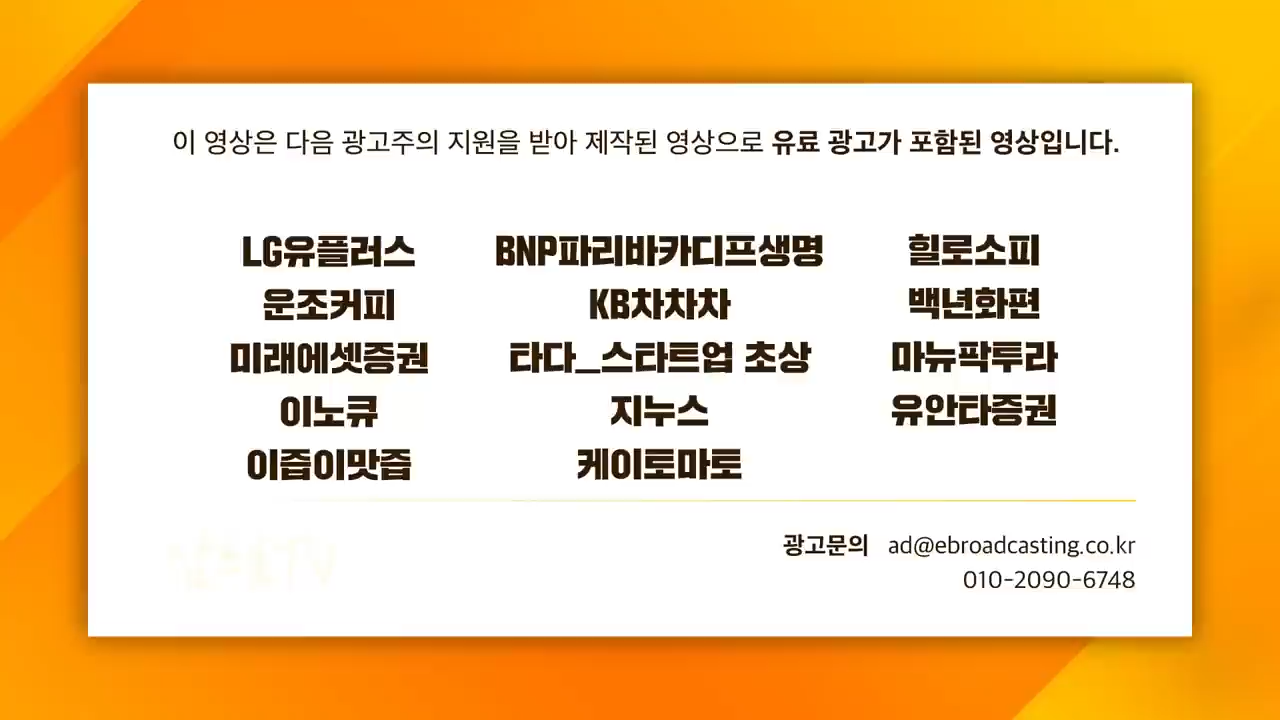 이 영상은 다음 광고주의 지원을 받아 제작된 영상으로 유료 광고가 포함된 영상입니다.
LG유플러스 BNP파리바카디프생명 힐로소피
운조커피 KB차차차 백년화편
미래에셋증권 타다_스타트업 초상 마뉴팍투라
이노큐 지누스 유안타증권
이즙이맛즙 케이토마토
광고문의 ad@ebroadcasting.co.kr
010-2090-6748